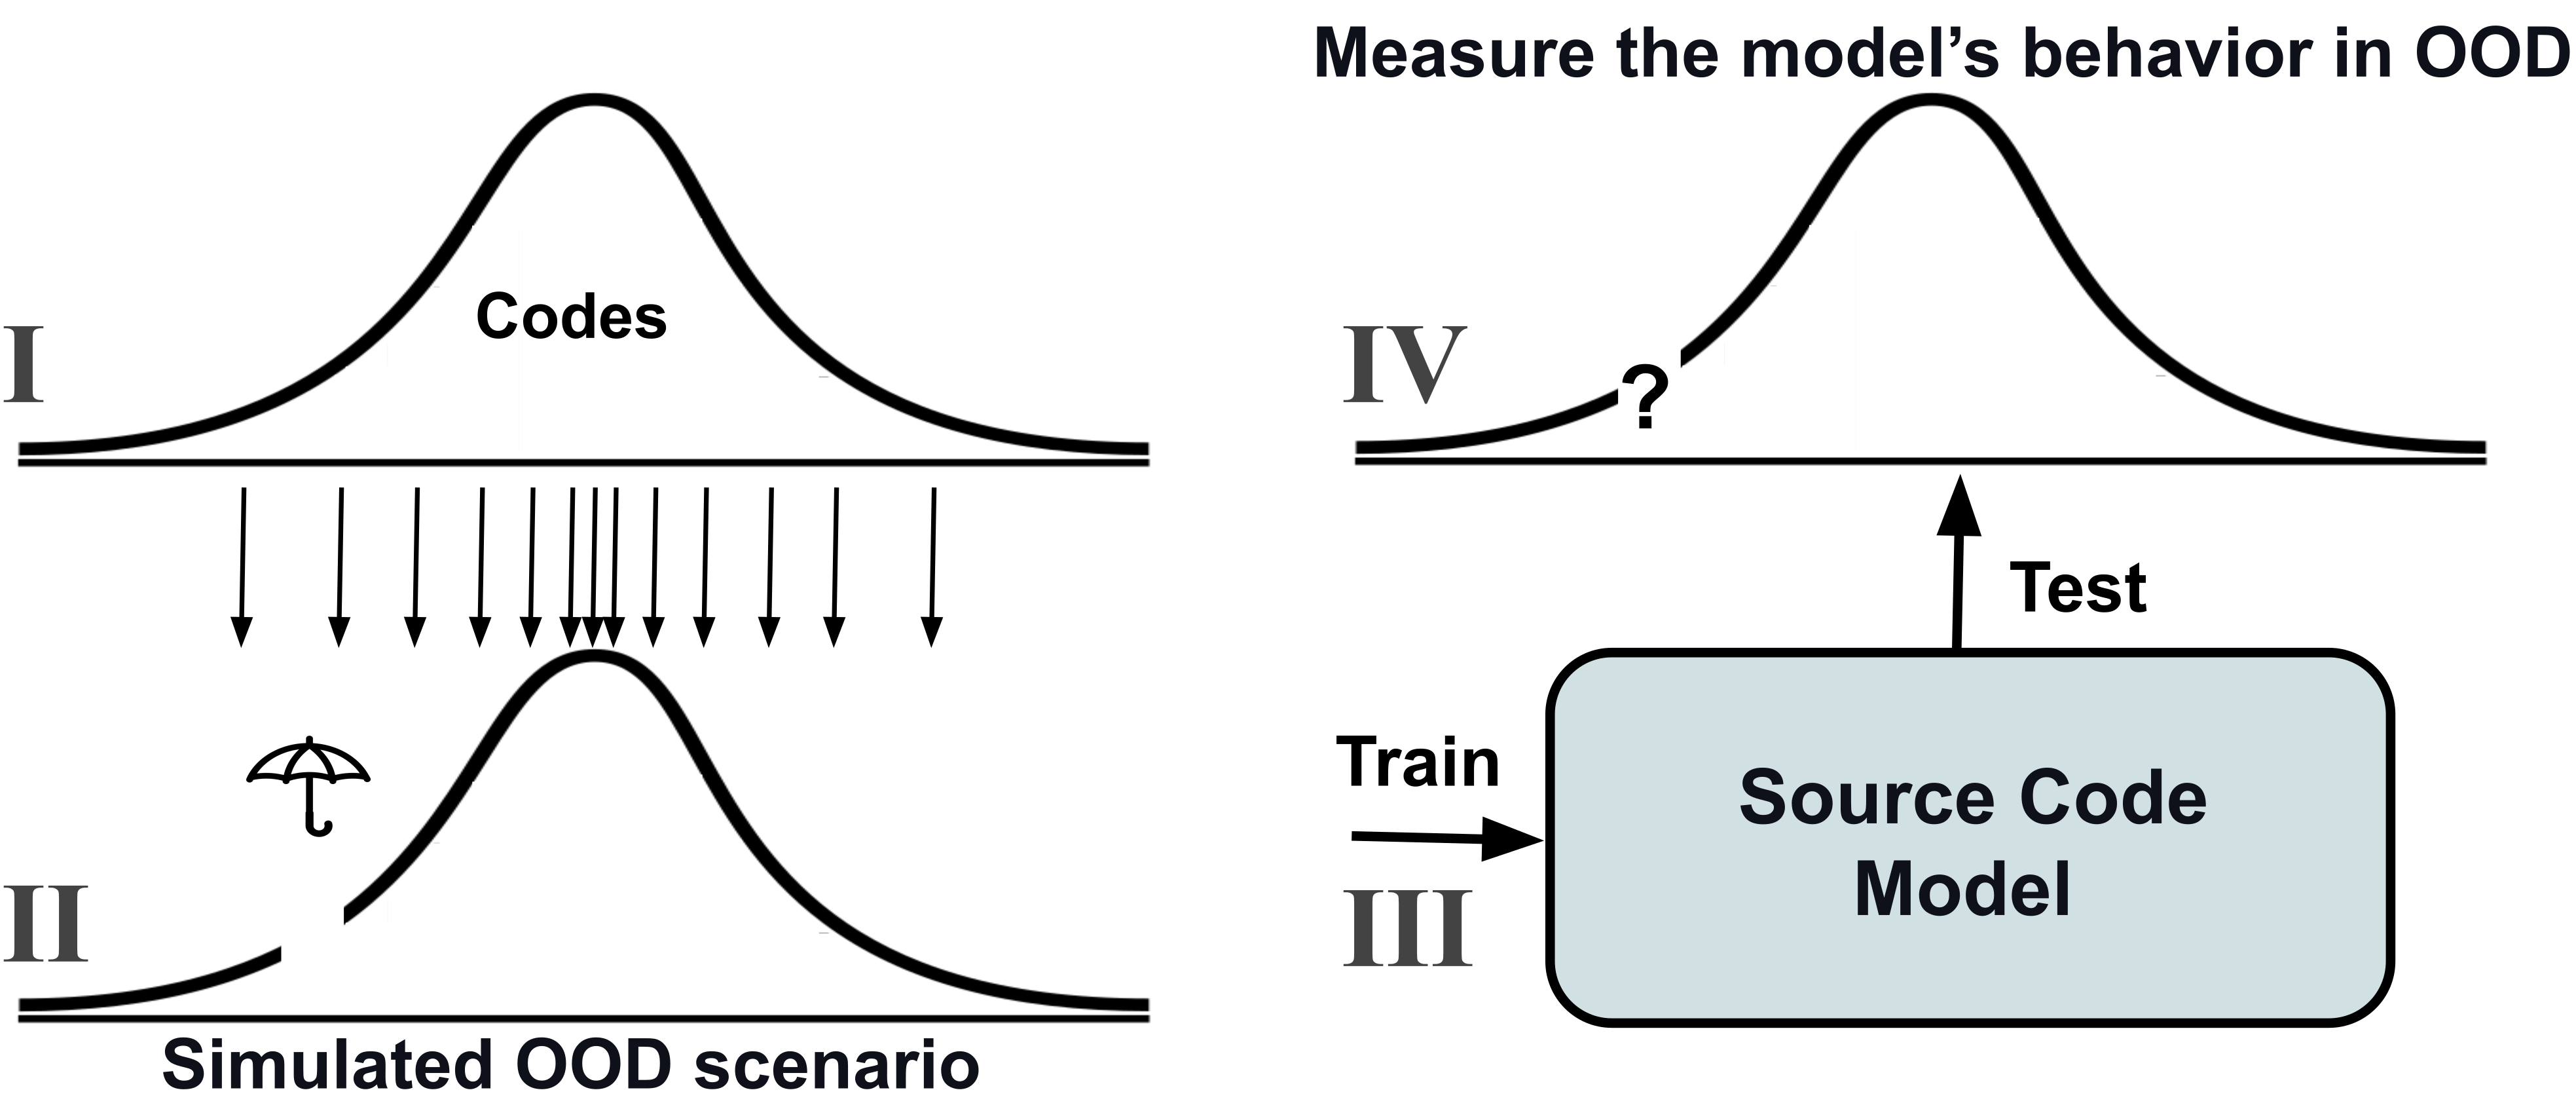 I
Codes
II
Simulated OOD scenario
Train
III
Source Code
Model
Test
Measure the model’s behavior in OOD
IV
?